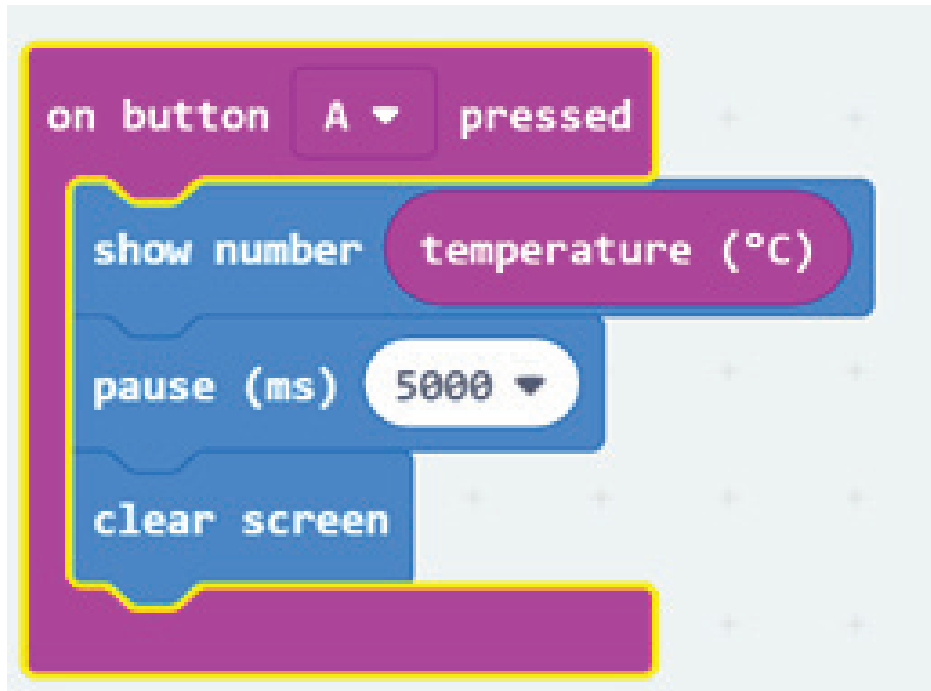 on button A pressed
show number temperature (°C)
pause (ms) 5000
clear screen